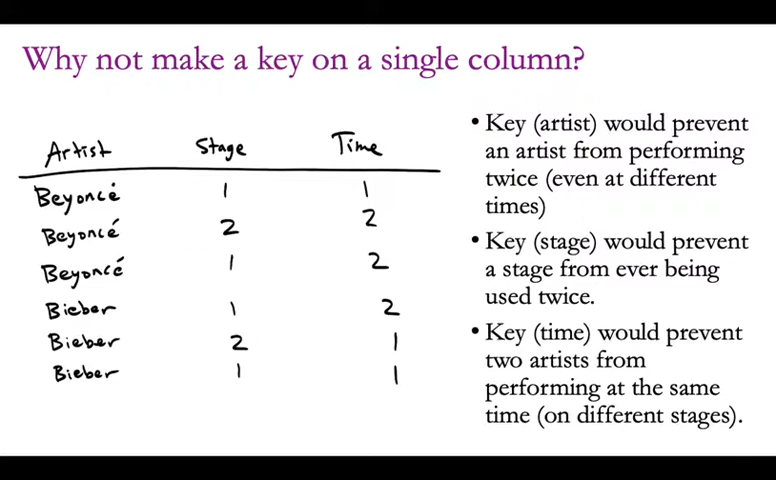 Why not make a key on a single column?
Artist Stage Time
Beyoncé 1 1
Beyoncé 2 2
Beyoncé 1 2
Bieber 1 2
Bieber 2 1
Bieber 1 1
• Key (artist) would prevent
an artist from performing
twice (even at different
times)
• Key (stage) would prevent
a stage from ever being
used twice.
• Key (time) would prevent
two artists from
performing at the same
time (on different stages).